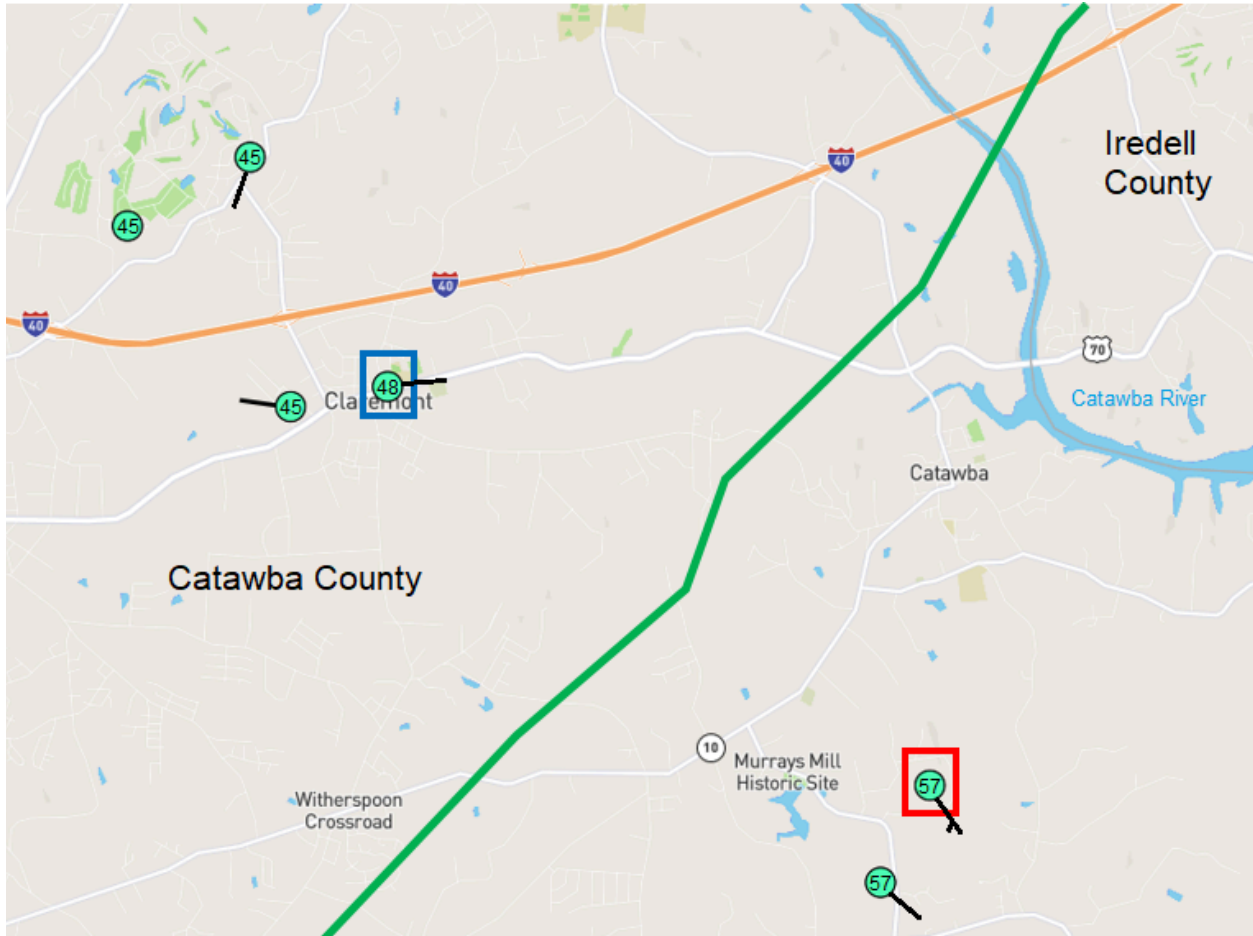 40
Iredell
County
45
45
40
40
70
48
45
Claremont
Catawba River
Catawba
Catawba County
10
Murrays Mill
Historic Site
57
Witherspoon
Crossroad
57